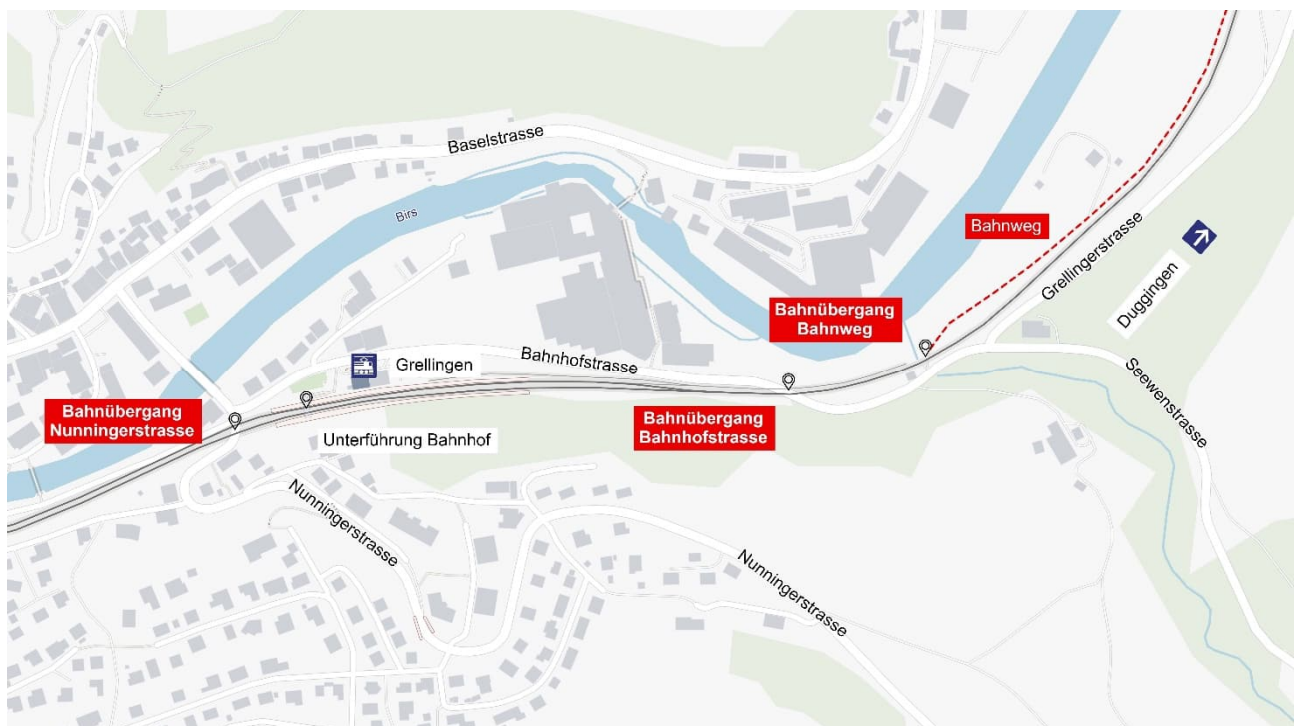 Baselstrasse
Birs
Bahnweg
Grellingerstrasse
Duggingen
Bahnübergang
Bahnweg
Bahnhofstrasse
Grellingen
Seewenstrasse
Bahnübergang
Nunningerstrasse
Bahnübergang
Bahnhofstrasse
Unterführung Bahnhof
Nunningerstrasse
Nunningerstrasse